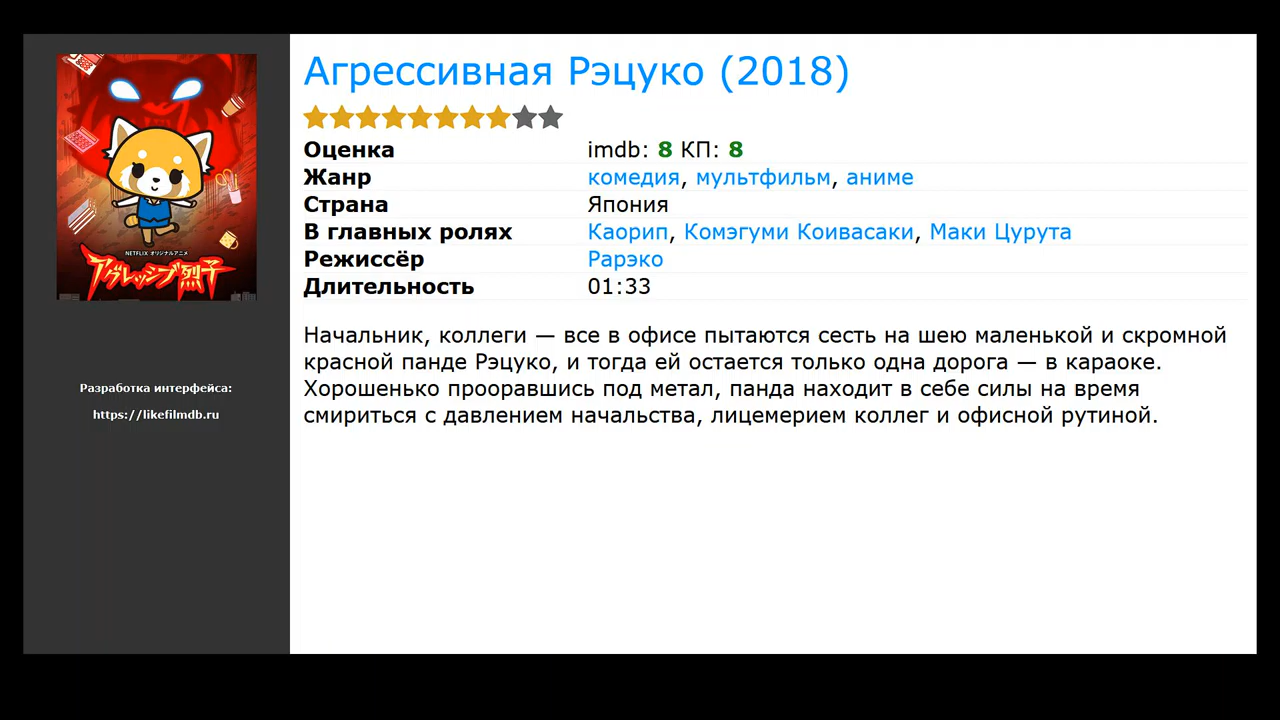 Агрессивная Рэцуко (2018)
Оценка imdb: 8 КП: 8
Жанр комедия, мультфильм, аниме
Страна Япония
В главных ролях Каорип, Комэгуми Коивасаки, Маки Цурута
Режиссёр Рарэко
Длительность 01:33
Начальник, коллеги — все в офисе пытаются сесть на шею маленькой и скромной
красной панде Рэцуко, и тогда ей остается только одна дорога — в караоке.
Хорошенько прооравшись под метал, панда находит в себе силы на время
смириться с давлением начальства, лицемерием коллег и офисной рутиной.
NETFLIX オリジナルアニメ
アグレッシブ烈子
Разработка интерфейса:
https://likefilmdb.ru